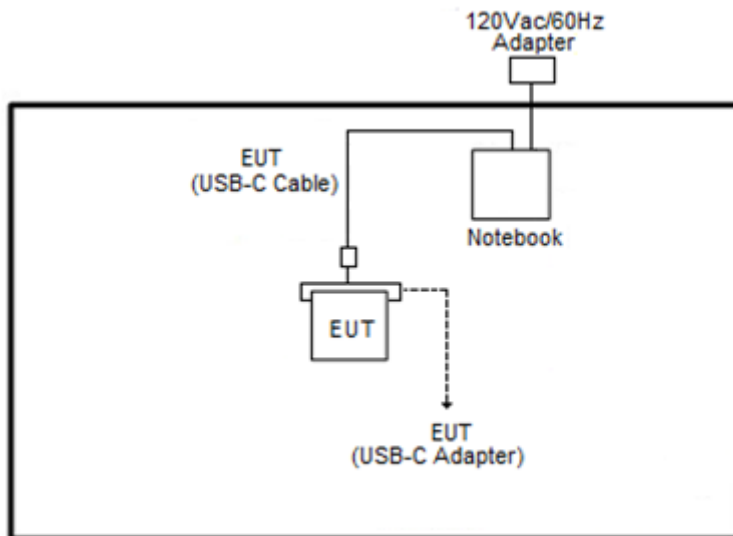 120Vac/60Hz
Adapter
EUT
(USB-C Cable)
Notebook
EUT
EUT
(USB-C Adapter)